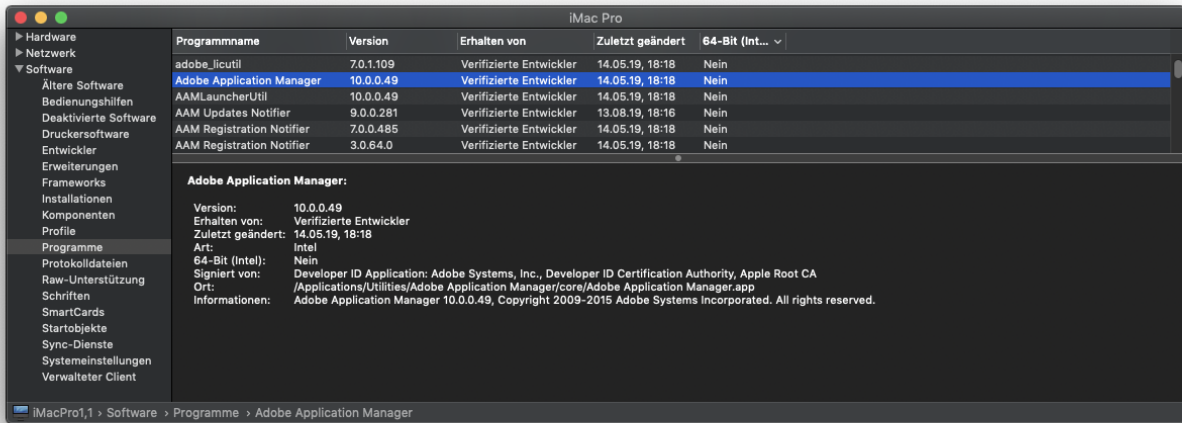 iMac Pro
Hardware
Netzwerk
Software
Ältere Software
Bedienungshilfen
Deaktivierte Software
Druckersoftware
Entwickler
Erweiterungen
Frameworks
Installationen
Komponenten
Profile
Programme
Protokolldateien
Raw-Unterstützung
Schriften
SmartCards
Startobjekte
Sync-Dienste
Systemeinstellungen
Verwalteter Client
Programmname Version Erhalten von Zuletzt geändert 64-Bit (Int...
adobe_licutil 7.0.1.109 Verifizierte Entwickler 14.05.19, 18:18 Nein
Adobe Application Manager 10.0.0.49 Verifizierte Entwickler 14.05.19, 18:18 Nein
AAMLauncherUtil 10.0.0.49 Verifizierte Entwickler 14.05.19, 18:18 Nein
AAM Updates Notifier 9.0.0.281 Verifizierte Entwickler 13.08.19, 18:16 Nein
AAM Registration Notifier 7.0.0.485 Verifizierte Entwickler 14.05.19, 18:18 Nein
AAM Registration Notifier 3.0.64.0 Verifizierte Entwickler 14.05.19, 18:18 Nein
Adobe Application Manager:
Version: 10.0.0.49
Erhalten von: Verifizierte Entwickler
Zuletzt geändert: 14.05.19, 18:18
Art: Intel
64-Bit (Intel): Nein
Signiert von: Developer ID Application: Adobe Systems, Inc., Developer ID Certification Authority, Apple Root CA
Ort: /Applications/Utilities/Adobe Application Manager/core/Adobe Application Manager.app
Informationen: Adobe Application Manager 10.0.0.49, Copyright 2009-2015 Adobe Systems Incorporated. All rights reserved.
iMacPro1,1 › Software › Programme › Adobe Application Manager